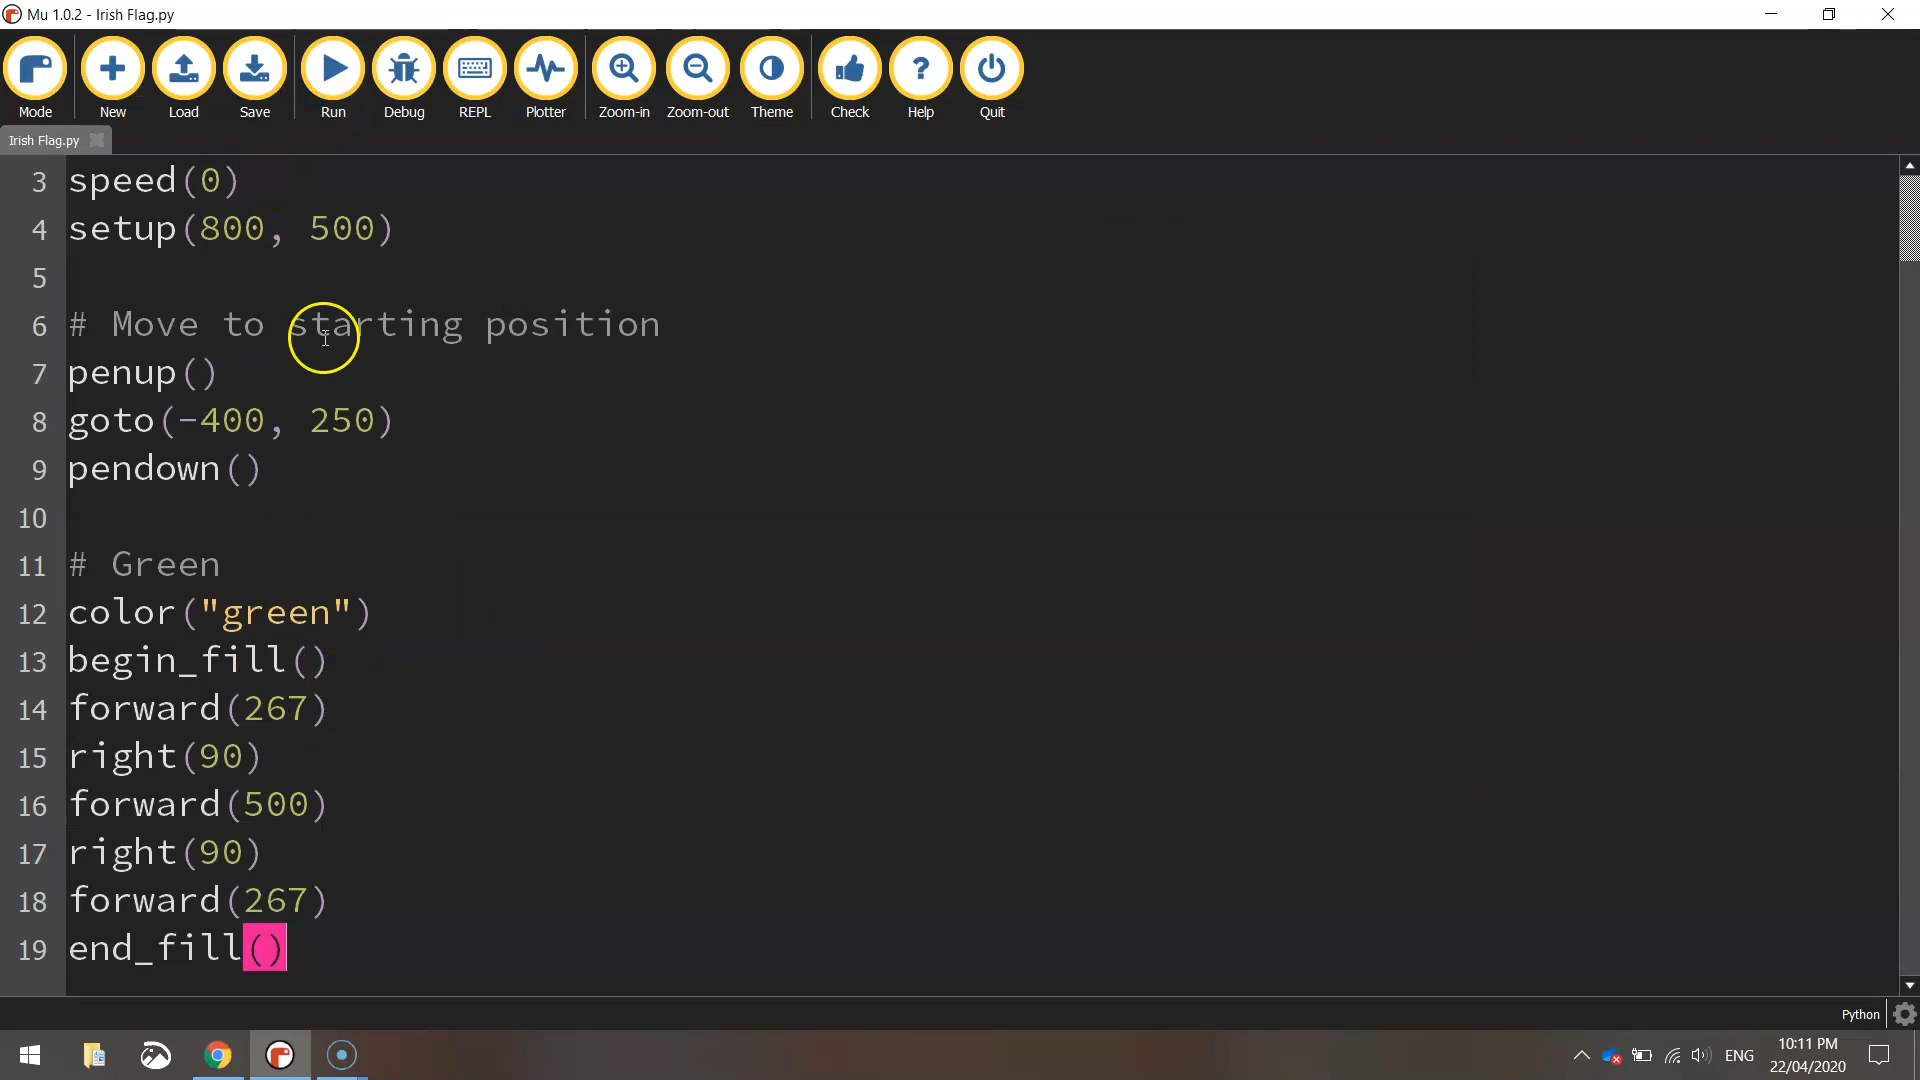 Mu 1.0.2 - Irish Flag.py
Mode New Load Save Run Debug REPL Plotter Zoom-in Zoom-out Theme Check Help Quit
Irish Flag.py
3 speed(0)
4 setup(800, 500)
5
6 # Move to starting position
7 penup()
8 goto(-400, 250)
9 pendown()
10
11 # Green
12 color("green")
13 begin_fill()
14 forward(267)
15 right(90)
16 forward(500)
17 right(90)
18 forward(267)
19 end_fill()
Python
ENG
10:11 PM
22/04/2020